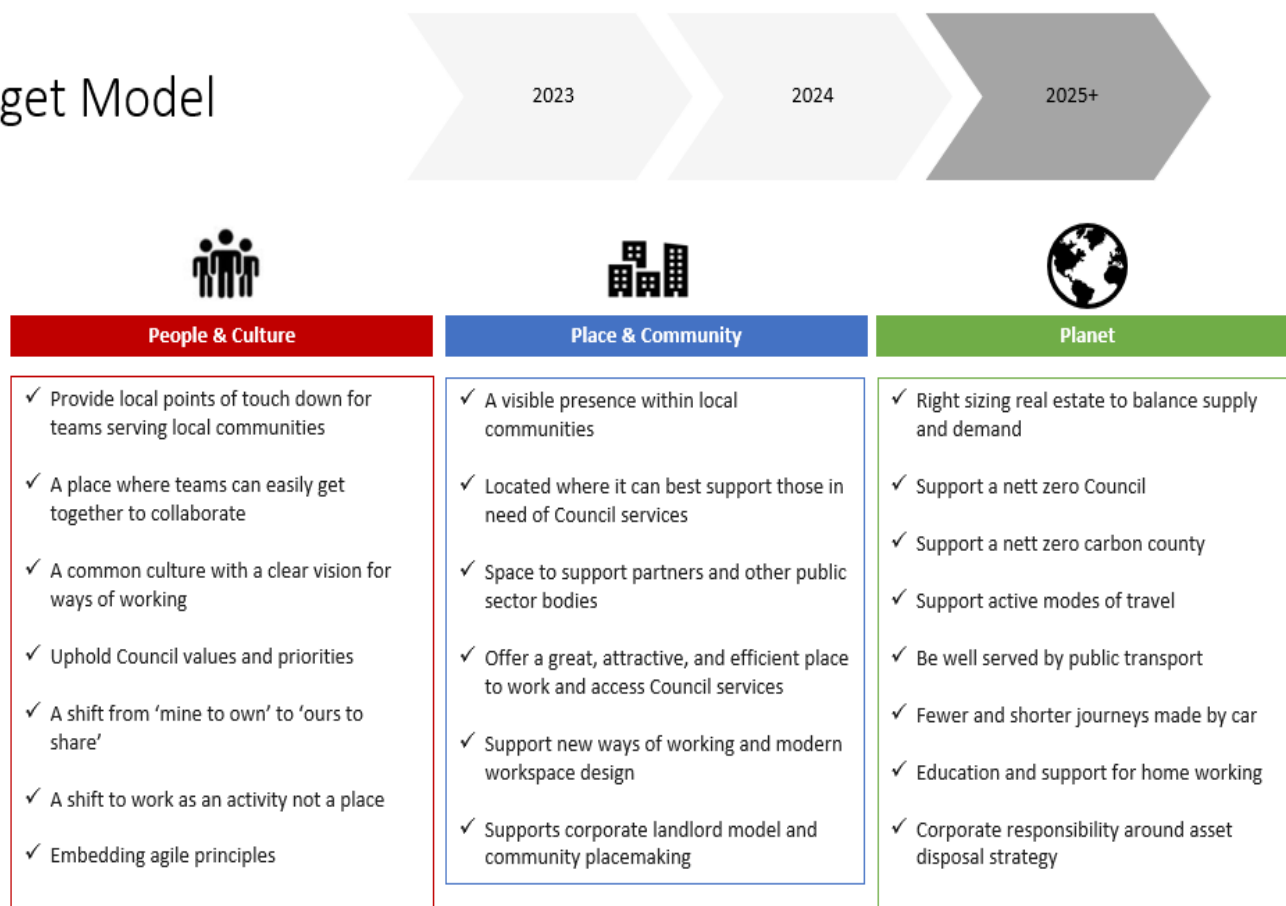 get Model
2023
2024
2025+
People & Culture
✓ Provide local points of touch down for
teams serving local communities
✓ A place where teams can easily get
together to collaborate
✓ A common culture with a clear vision for
ways of working
✓ Uphold Council values and priorities
✓ A shift from ‘mine to own’ to ‘ours to
share’
✓ A shift to work as an activity not a place
✓ Embedding agile principles
Place & Community
✓ A visible presence within local
communities
✓ Located where it can best support those in
need of Council services
✓ Space to support partners and other public
sector bodies
✓ Offer a great, attractive, and efficient place
to work and access Council services
✓ Support new ways of working and modern
workspace design
✓ Supports corporate landlord model and
community placemaking
Planet
✓ Right sizing real estate to balance supply
and demand
✓ Support a nett zero Council
✓ Support a nett zero carbon county
✓ Support active modes of travel
✓ Be well served by public transport
✓ Fewer and shorter journeys made by car
✓ Education and support for home working
✓ Corporate responsibility around asset
disposal strategy